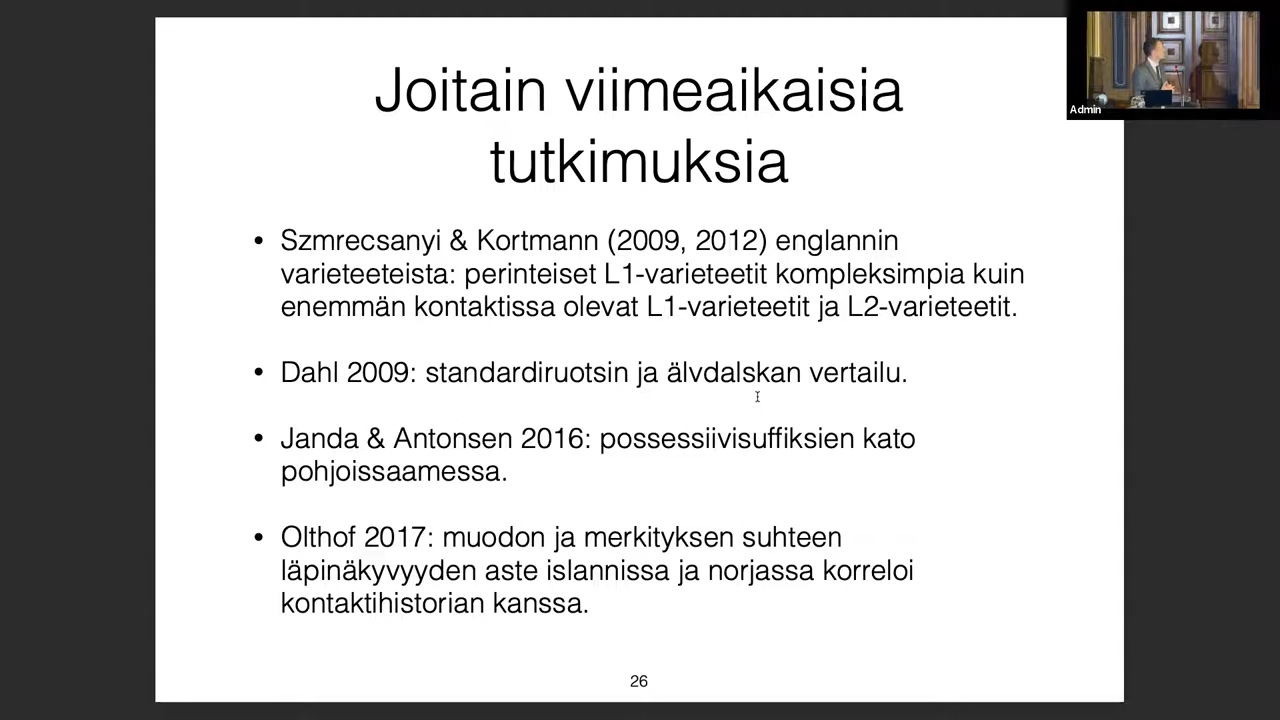 Joitain viimeaikaisia
tutkimuksia
Admin
• Szmrecsanyi & Kortmann (2009, 2012) englannin
varieteeteista: perinteiset L1-varieteetit kompleksimpia kuin
enemmän kontaktissa olevat L1-varieteetit ja L2-varieteetit.
• Dahl 2009: standardiruotsin ja älvdalskan vertailu.
• Janda & Antonsen 2016: possessiivisuffiksien kato
pohjoissaamessa.
• Olthof 2017: muodon ja merkityksen suhteen
läpinäkyvyyden aste islannissa ja norjassa korreloi
kontaktihistorian kanssa.
26